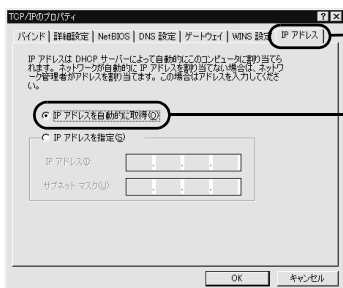 TCP/IPのプロパティ
バインド 詳細設定 NetBIOS DNS 設定 ゲートウェイ WINS 設定 IP アドレス
IP アドレスは DHCP サーバーによって自動的にこのコンピュータに割り当てら
れます。ネットワークが自動的に IP アドレスを割り当てない場合は、ネットワ
ーク管理者がアドレスを割り当てます。この場合はアドレスを入力してくださ
い。
IP アドレスを自動的に取得(O)
IP アドレスを指定(S)
IP アドレス(I):
サブネット マスク(U):
OK キャンセル